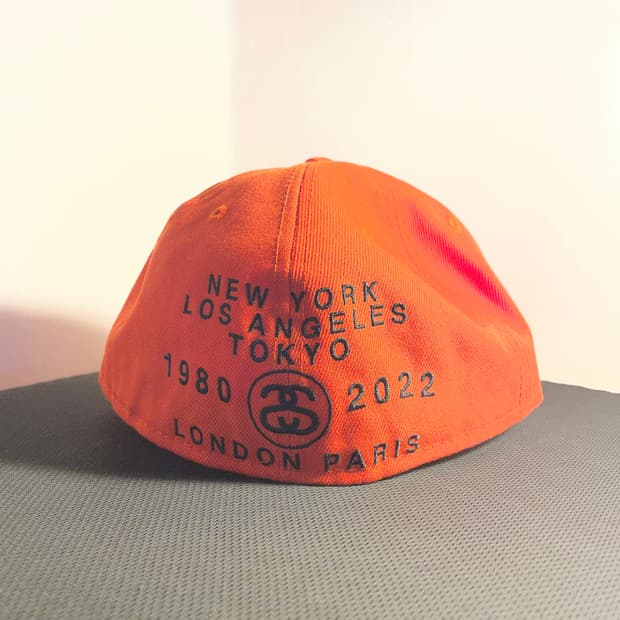 NEW YORK
LOS ANGELES
TOKYO
1980 2022
LONDON PARIS